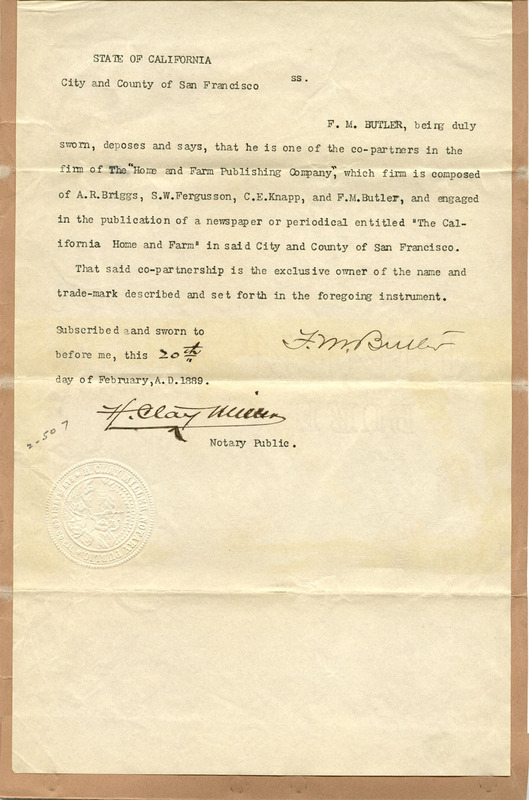 STATE OF CALIFORNIA
ss.
City and County of San Francisco
F. M. BUTLER, being duly
sworn, deposes and says, that he is one of the co-partners in the
firm of The "Home and Farm Publishing Company", which firm is composed
of A.R.Briggs, S.W.Fergusson, C.E.Knapp, and F.M.Butler, and engaged
in the publication of a newspaper or periodical entitled "The Cal-
ifornia Home and Farm" in said City and County of San Francisco.
That said co-partnership is the exclusive owner of the name and
trade-mark described and set forth in the foregoing instrument.
Subscribed aand sworn to
before me, this 20th
day of February,A.D.1889.
F. M. Butler
H. Clay Miller
Notary Public.
2-507
H. CLAY MILLER NOTARY PUBLIC